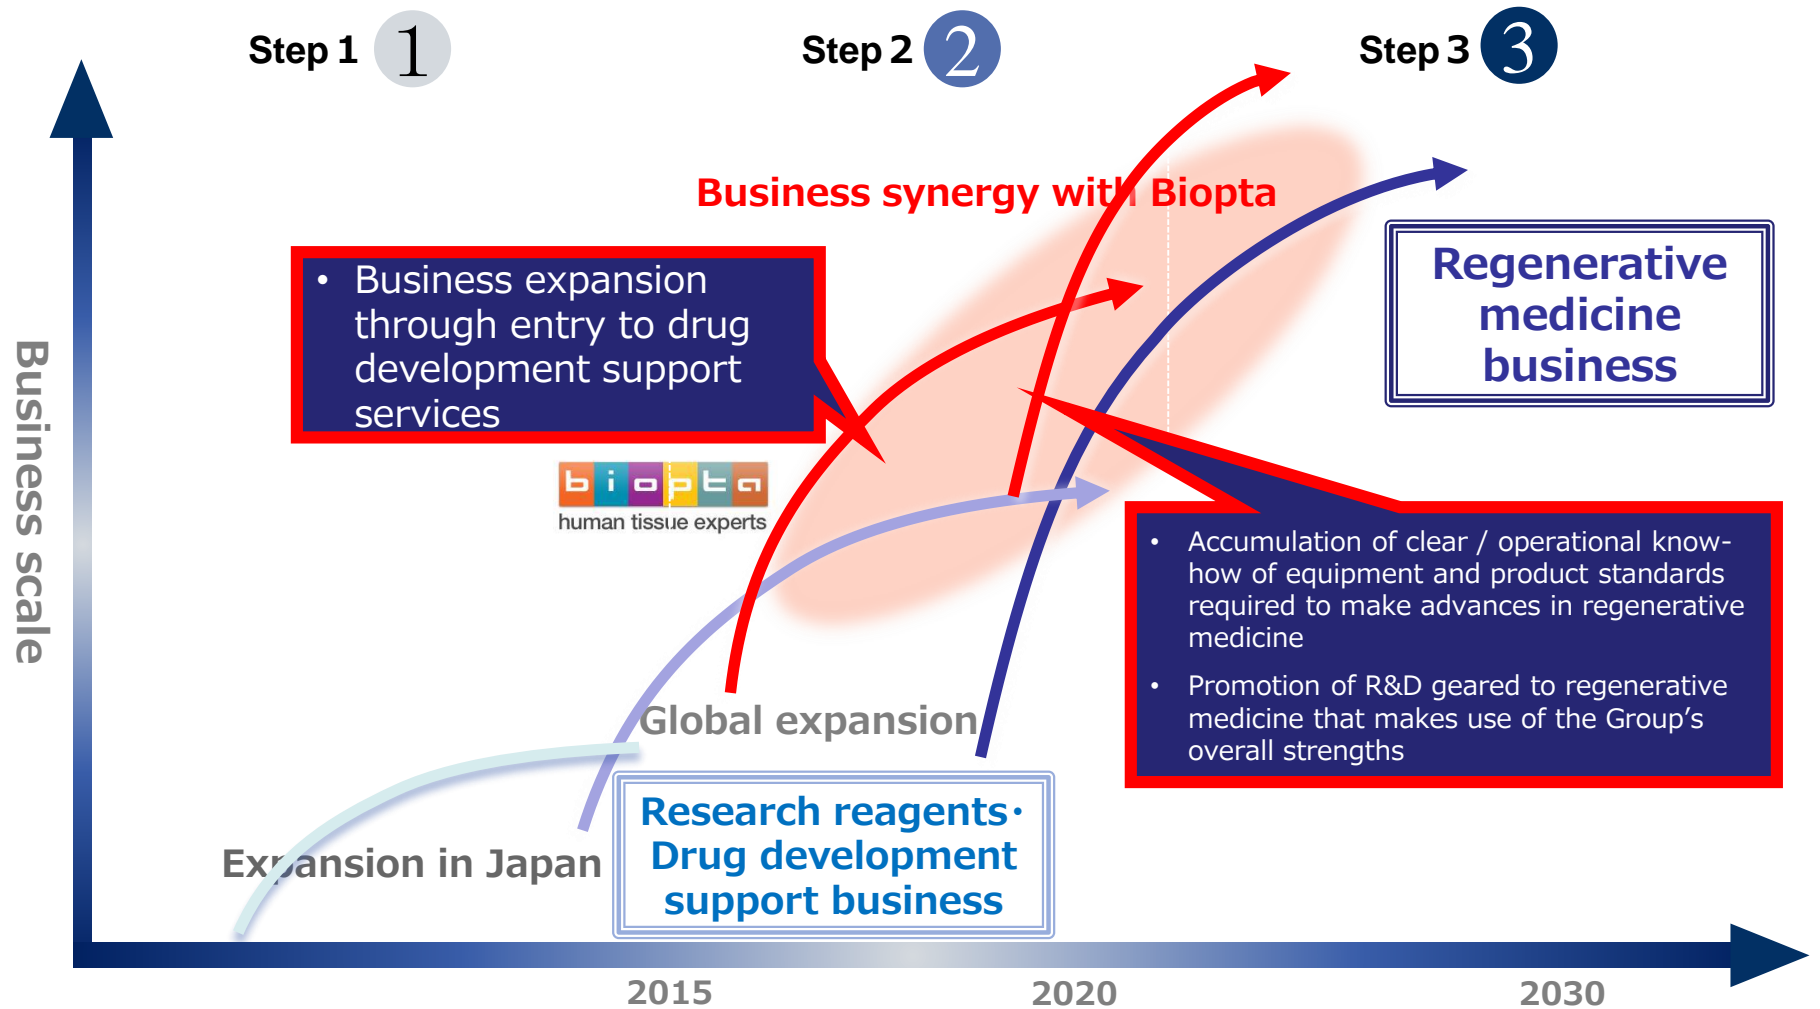 Step 1 1
Step 2 2
Step 3 3
Business synergy with Biopta
• Business expansion
through entry to drug
development support
services
Regenerative
medicine
business
Business scale
biopta
human tissue experts
• Accumulation of clear / operational know-
how of equipment and product standards
required to make advances in regenerative
medicine
• Promotion of R&D geared to regenerative
medicine that makes use of the Group’s
overall strengths
Global expansion
Expansion in Japan
Research reagents・
Drug development
support business
2015
2020
2030